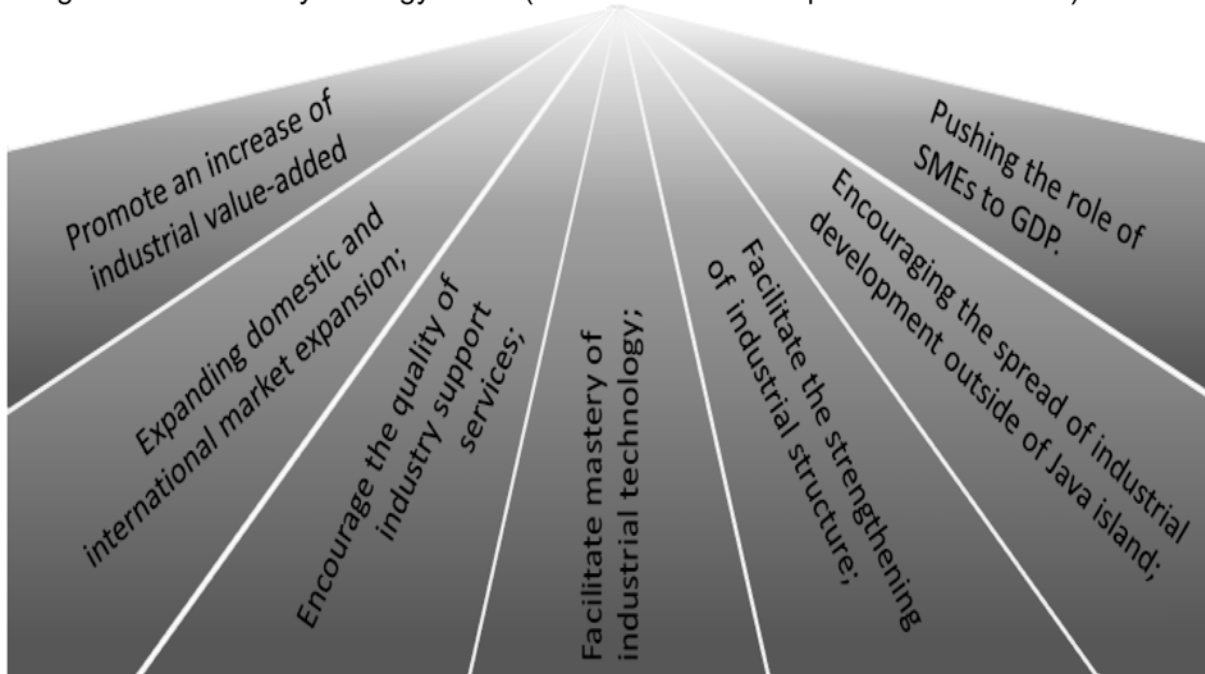 Promote an increase of
industrial value-added
Expanding domestic and
international market expansion;
Encourage the quality of
industry support
services;
Facilitate mastery of
industrial technology;
Facilitate the strengthening
of industrial structure;
Encouraging the spread of industrial
development outside of Java island;
Pushing the role of
SMEs to GDP.